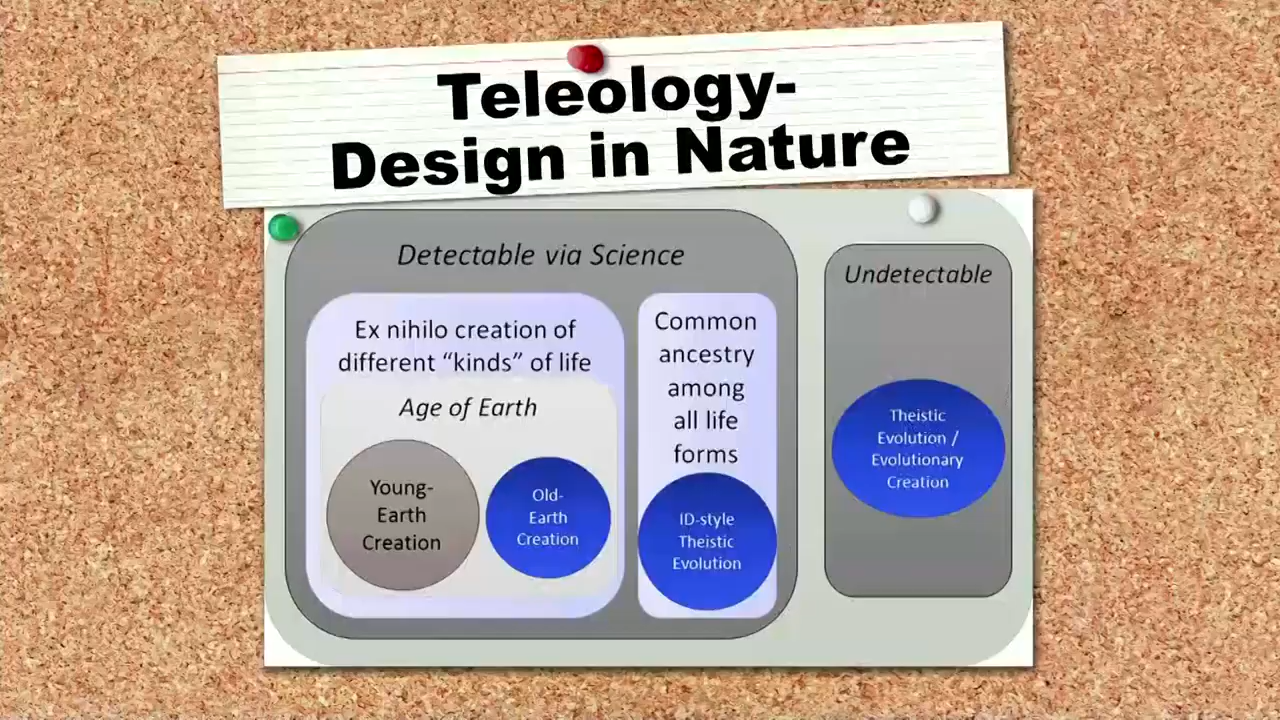 Teleology-
Design in Nature
Detectable via Science
Undetectable
Ex nihilo creation of
different “kinds” of life
Age of Earth
Young-
Earth
Creation
Old-
Earth
Creation
Common
ancestry
among
all life
forms
ID-style
Theistic
Evolution
Theistic
Evolution /
Evolutionary
Creation